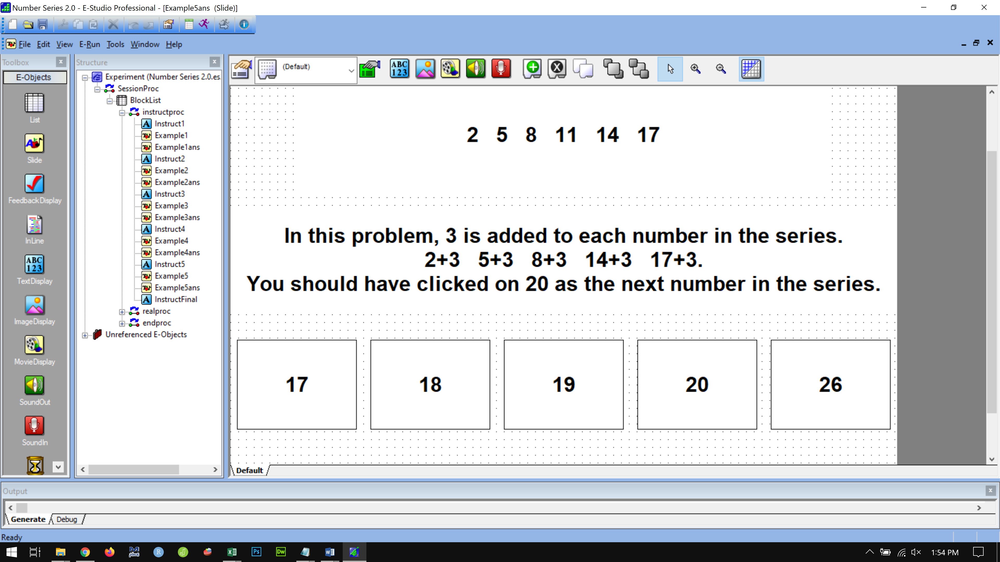 Number Series 2.0 - E-Studio Professional - [Example5ans  (Slide)]
File Edit View E-Run Tools Window Help
Toolbox
Structure
(Default)
ABC
123
E-Objects
List
Slide
FeedbackDisplay
InLine
ABC
123
TextDisplay
ImageDisplay
MovieDisplay
SoundOut
SoundIn
Experiment (Number Series 2.0.es
SessionProc
BlockList
instructproc
Instruct1
Example1
Example1ans
Instruct2
Example2
Example2ans
Instruct3
Example3
Example3ans
Instruct4
Example4
Example4ans
Instruct5
Example5
Example5ans
InstructFinal
realproc
endproc
Unreferenced E-Objects
2 5 8 11 14 17
In this problem, 3 is added to each number in the series.
2+3 5+3 8+3 14+3 17+3.
You should have clicked on 20 as the next number in the series.
17 18 19 20 26
Default
Output
Generate Debug
Ready
M
plus6
R
Ps
Dw
1:54 PM